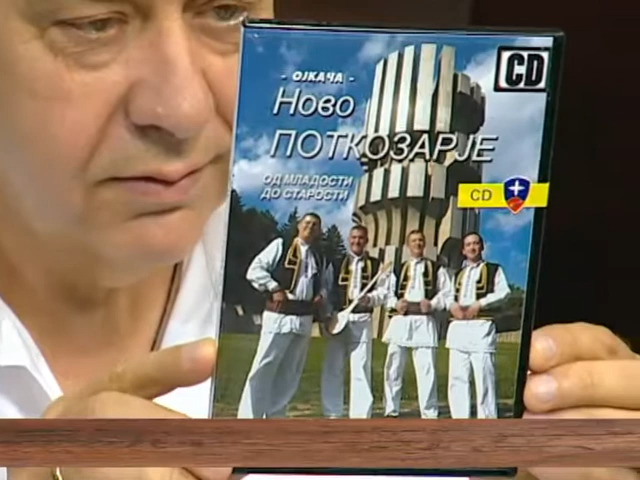 - ОЈКАЧА -
CD
Ново
ПОТКОЗАРЈЕ
ОД МЛАДОСТИ
ДО СТАРОСТИ
CD